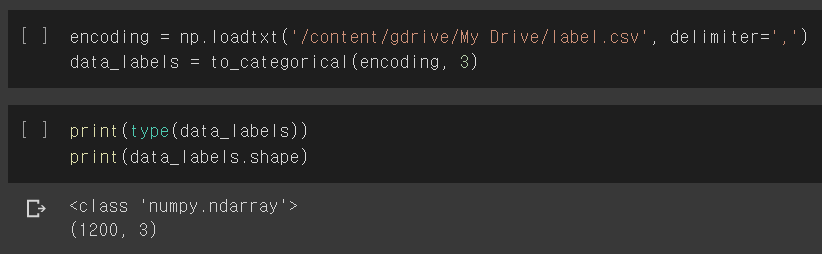 [ ] encoding = np.loadtxt('/content/gdrive/My Drive/label.csv', delimiter=',')
data_labels = to_categorical(encoding, 3)
[ ] print(type(data_labels))
print(data_labels.shape)
<class 'numpy.ndarray'>
(1200, 3)